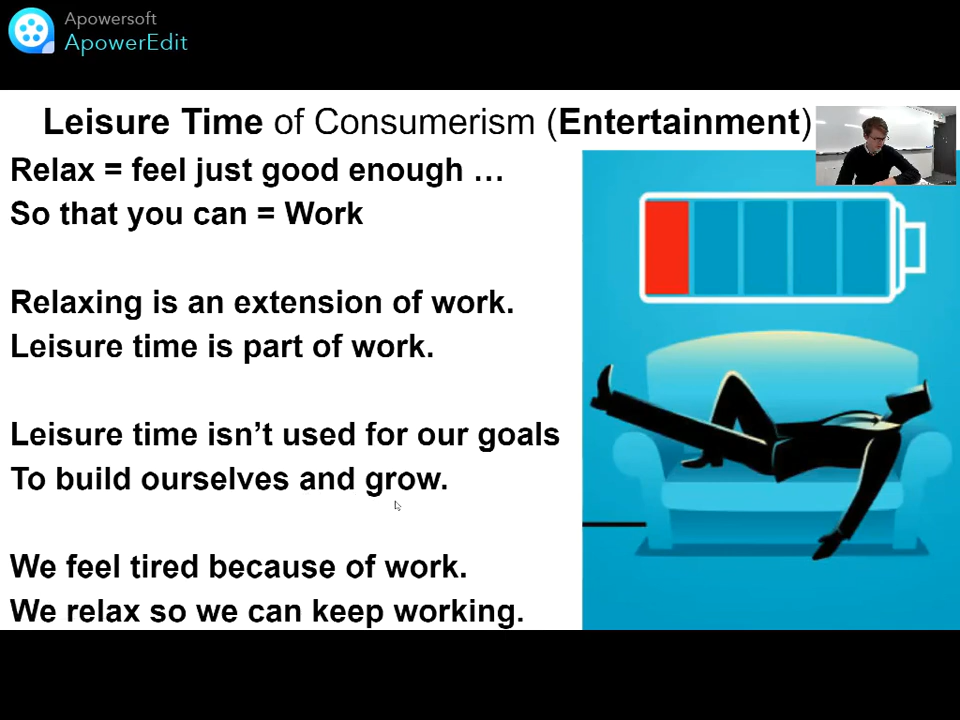 Apowersoft
ApowerEdit
Leisure Time of Consumerism (Entertainment)
Relax = feel just good enough …
So that you can = Work
Relaxing is an extension of work.
Leisure time is part of work.
Leisure time isn’t used for our goals
To build ourselves and grow.
We feel tired because of work.
We relax so we can keep working.